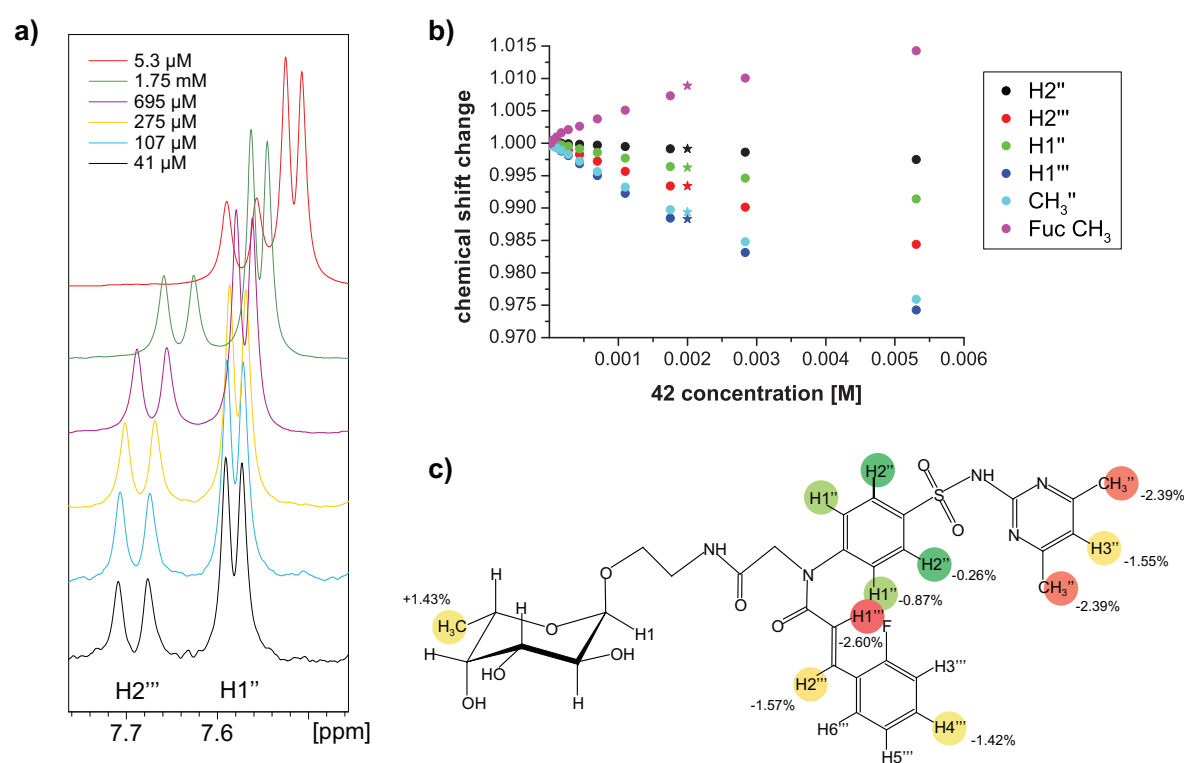 a)
5.3 µM
1.75 mM
695 µM
275 µM
107 µM
41 µM
H2''' H1''
7.7 7.6 [ppm]
b)
chemical shift change
1.015
1.010
1.005
1.000
0.995
0.990
0.985
0.980
0.975
0.970
0.001 0.002 0.003 0.004 0.005 0.006
42 concentration [M]
H2''
H2'''
H1''
H1'''
CH3''
Fuc CH3
c)
H2'' O NH CH3'' -2.39%
H1'' S N
O N H3'' -1.55%
H2'' -0.26%
NH N H1'' -0.87% CH3'' -2.39%
O O
+1.43% H H O H1''' F
H3C O H1 -2.60%
H HO OH H2''' H3'''
OH H -1.57%
H6''' H4''' -1.42%
H5'''